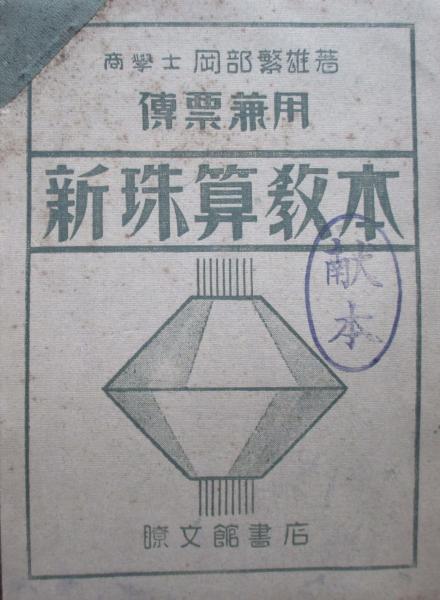 商學士 岡部繁雄著
傳票兼用
新珠算教本
献本
瞭文館書店